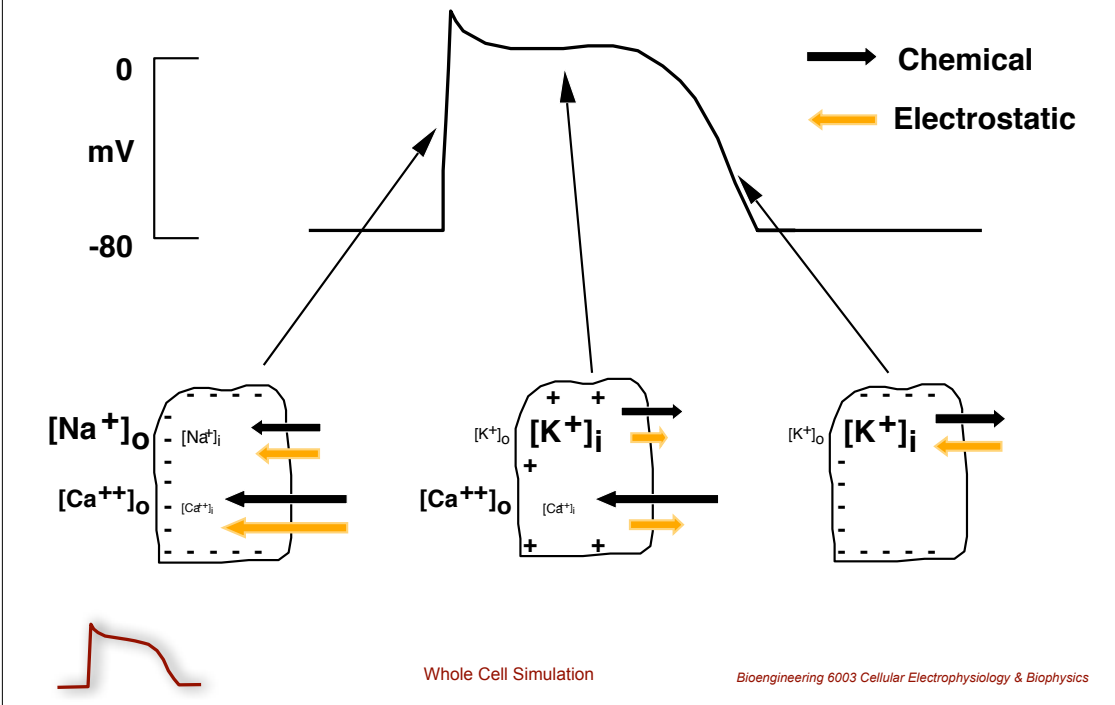 0
mV
-80
Chemical
Electrostatic
[Na+]o [Na+]i
[Ca++]o [Ca++]i
[K+]o [K+]i
[Ca++]o [Ca++]i
[K+]o [K+]i
- - - -
-
-
-
-
-
- - - - -
+ +
+
+ +
- - - -
-
-
-
-
- - - - -
Whole Cell Simulation
Bioengineering 6003 Cellular Electrophysiology & Biophysics